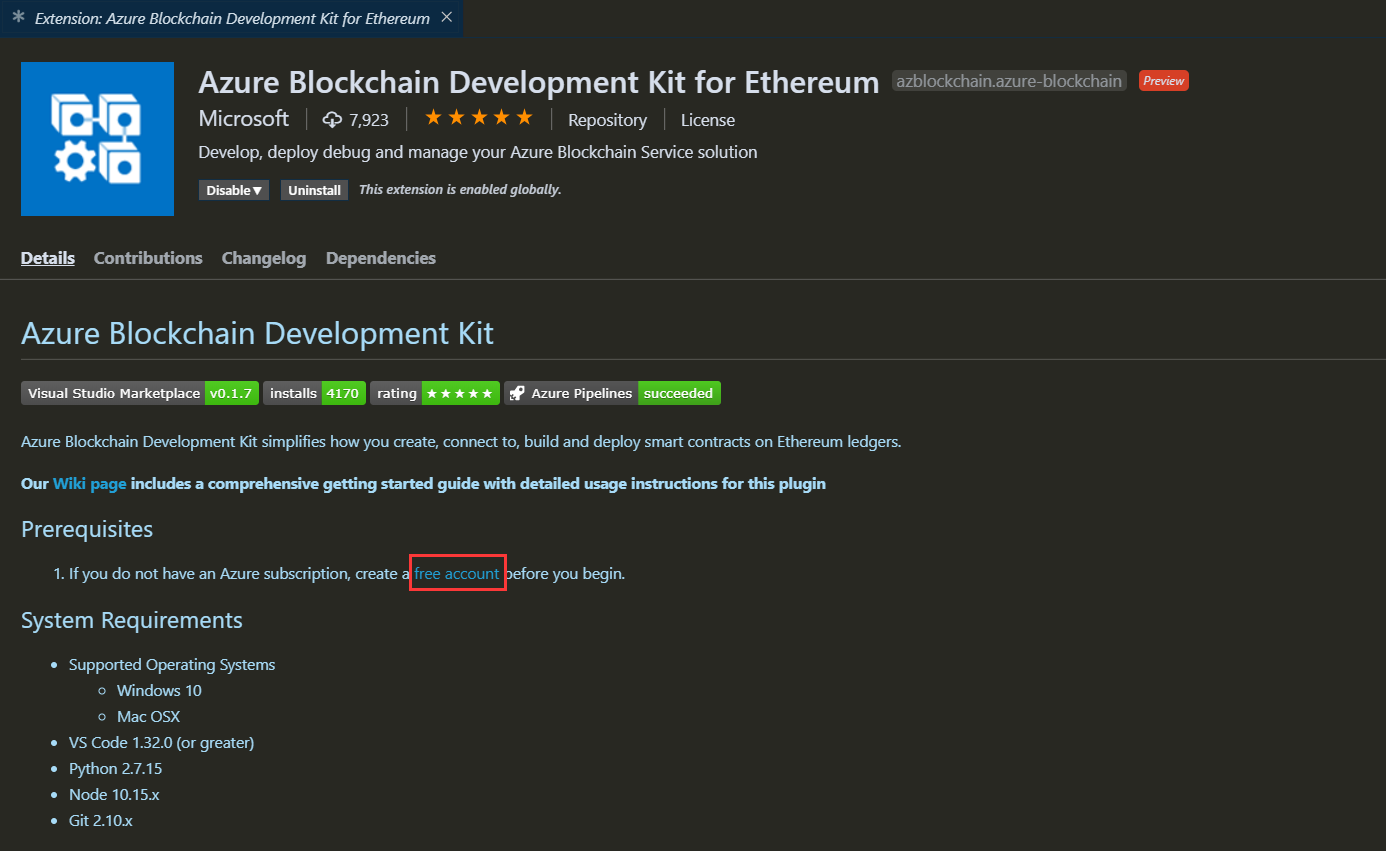 Extension: Azure Blockchain Development Kit for Ethereum
Azure Blockchain Development Kit for Ethereum azblockchain.azure-blockchain Preview
Microsoft 7,923 ★★★★★ Repository License
Develop, deploy debug and manage your Azure Blockchain Service solution
Disable▼ Uninstall This extension is enabled globally.
Details Contributions Changelog Dependencies
Azure Blockchain Development Kit
Visual Studio Marketplace v0.1.7 installs 4170 rating ★★★★★ Azure Pipelines succeeded
Azure Blockchain Development Kit simplifies how you create, connect to, build and deploy smart contracts on Ethereum ledgers.
Our Wiki page includes a comprehensive getting started guide with detailed usage instructions for this plugin
Prerequisites
1. If you do not have an Azure subscription, create a free account before you begin.
System Requirements
• Supported Operating Systems
○ Windows 10
○ Mac OSX
• VS Code 1.32.0 (or greater)
• Python 2.7.15
• Node 10.15.x
• Git 2.10.x